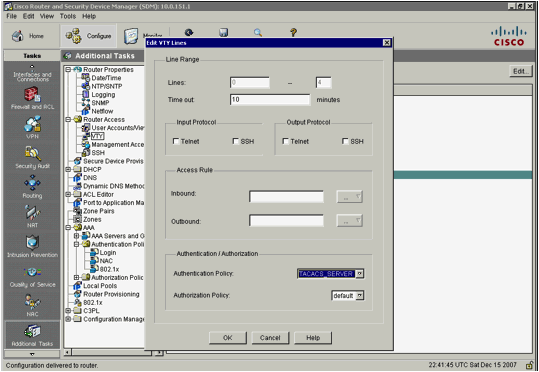 Cisco Router and Security Device Manager (SDM): 10.0.151.1
File Edit View Tools Help
Home
Configure
Monitor
CISCO
Tasks
Additional Tasks
Edit...
Interfaces and Connections
Firewall and ACL
VPN
Security Audit
Routing
NAT
Intrusion Prevention
Quality of Service
NAC
Additional Tasks
Router Properties
Date/Time
NTP/SNTP
Logging
SNMP
Netflow
Router Access
User Accounts/Vie
VTY
Management Acce
SSH
Secure Device Provis
DHCP
DNS
Dynamic DNS Method
ACL Editor
Port to Application Ma
Zone Pairs
Zones
AAA
AAA Servers and G
Authentication Poli
Login
NAC
802.1x
Authorization Polic
Local Pools
Router Provisioning
802.1x
C3PL
Configuration Manage
Edit VTY Lines
Line Range
Lines: 0 – 4
Time out: 10 minutes
Input Protocol
Telnet SSH
Output Protocol
Telnet SSH
Access Rule
Inbound: ...
Outbound: ...
Authentication / Authorization
Authentication Policy: TACACS_SERVER
Authorization Policy: default
OK Cancel Help
Configuration delivered to router.
22:41:45 UTC Sat Dec 15 2007